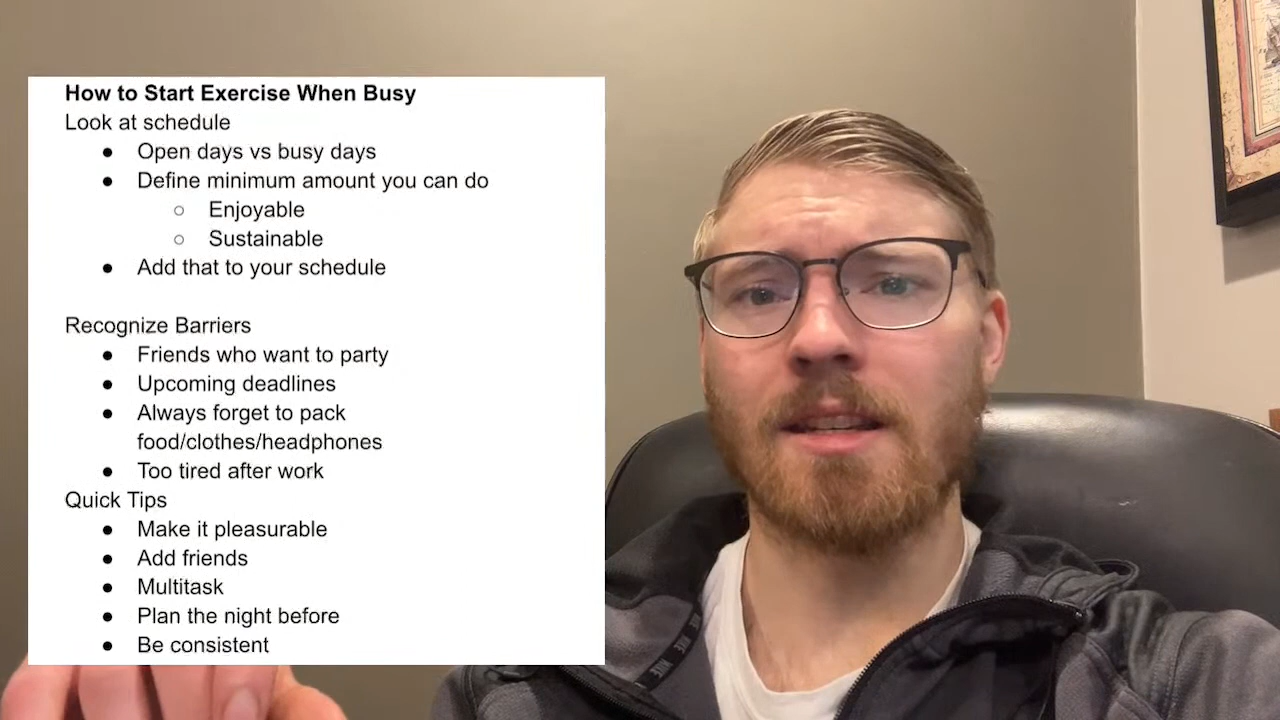 How to Start Exercise When Busy
Look at schedule
● Open days vs busy days
● Define minimum amount you can do
○ Enjoyable
○ Sustainable
● Add that to your schedule
Recognize Barriers
● Friends who want to party
● Upcoming deadlines
● Always forget to pack
food/clothes/headphones
● Too tired after work
Quick Tips
● Make it pleasurable
● Add friends
● Multitask
● Plan the night before
● Be consistent